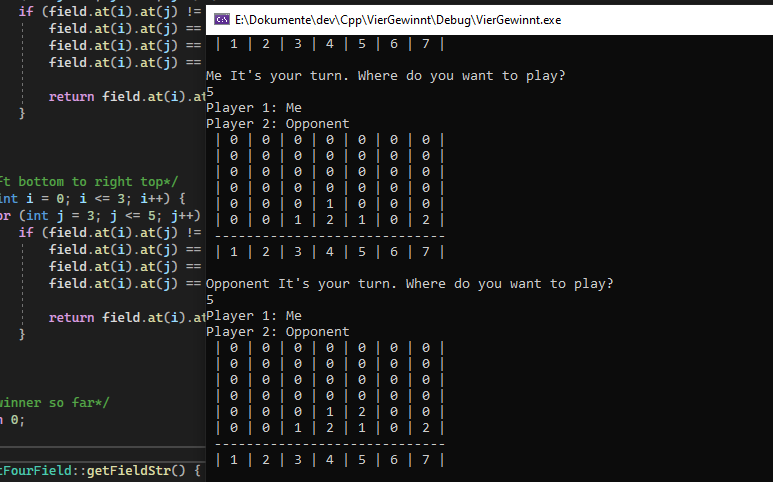 if (field.at(i).at(j) !=
field.at(i).at(j) ==
field.at(i).at(j) ==
field.at(i).at(j) ==
return field.at(i).at
}
ft bottom to right top*/
int i = 0; i <= 3; i++) {
or (int j = 3; j <= 5; j++)
if (field.at(i).at(j) !=
field.at(i).at(j) ==
field.at(i).at(j) ==
field.at(i).at(j) ==
return field.at(i).at
}
winner so far*/
n 0;
tFourField::getFieldStr() {
E:\Dokumente\dev\Cpp\VierGewinnt\Debug\VierGewinnt.exe
| 1 | 2 | 3 | 4 | 5 | 6 | 7 |
Me It's your turn. Where do you want to play?
5
Player 1: Me
Player 2: Opponent
| 0 | 0 | 0 | 0 | 0 | 0 | 0 |
| 0 | 0 | 0 | 0 | 0 | 0 | 0 |
| 0 | 0 | 0 | 0 | 0 | 0 | 0 |
| 0 | 0 | 0 | 0 | 0 | 0 | 0 |
| 0 | 0 | 0 | 1 | 0 | 0 | 0 |
| 0 | 0 | 1 | 2 | 1 | 0 | 2 |
-----------------------------
| 1 | 2 | 3 | 4 | 5 | 6 | 7 |
Opponent It's your turn. Where do you want to play?
5
Player 1: Me
Player 2: Opponent
| 0 | 0 | 0 | 0 | 0 | 0 | 0 |
| 0 | 0 | 0 | 0 | 0 | 0 | 0 |
| 0 | 0 | 0 | 0 | 0 | 0 | 0 |
| 0 | 0 | 0 | 0 | 0 | 0 | 0 |
| 0 | 0 | 0 | 1 | 2 | 0 | 0 |
| 0 | 0 | 1 | 2 | 1 | 0 | 2 |
-----------------------------
| 1 | 2 | 3 | 4 | 5 | 6 | 7 |